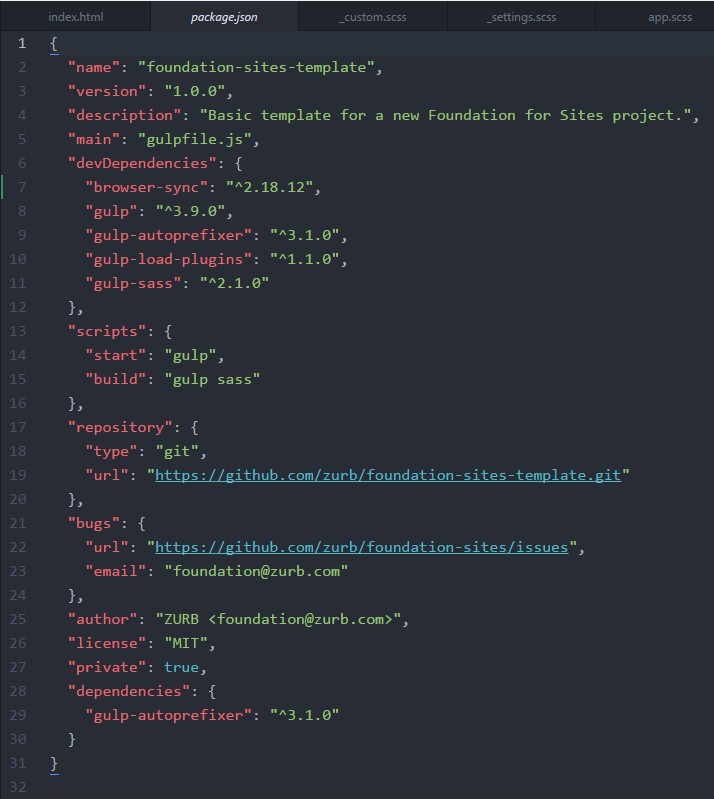 index.html package.json _custom.scss _settings.scss app.scss
1 {
2 "name": "foundation-sites-template",
3 "version": "1.0.0",
4 "description": "Basic template for a new Foundation for Sites project.",
5 "main": "gulpfile.js",
6 "devDependencies": {
7 "browser-sync": "^2.18.12",
8 "gulp": "^3.9.0",
9 "gulp-autoprefixer": "^3.1.0",
10 "gulp-load-plugins": "^1.1.0",
11 "gulp-sass": "^2.1.0"
12 },
13 "scripts": {
14 "start": "gulp",
15 "build": "gulp sass"
16 },
17 "repository": {
18 "type": "git",
19 "url": "https://github.com/zurb/foundation-sites-template.git"
20 },
21 "bugs": {
22 "url": "https://github.com/zurb/foundation-sites/issues",
23 "email": "foundation@zurb.com"
24 },
25 "author": "ZURB <foundation@zurb.com>",
26 "license": "MIT",
27 "private": true,
28 "dependencies": {
29 "gulp-autoprefixer": "^3.1.0"
30 }
31 }
32